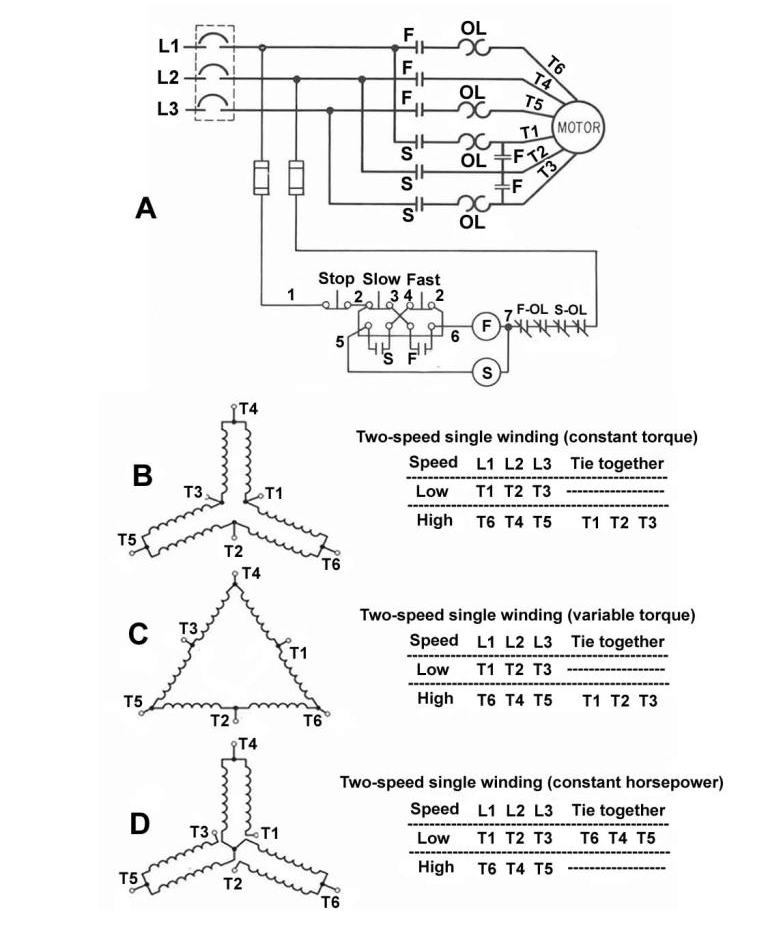 L1 F OL T6
L2 F T4
L3 F OL T5
MOTOR
S OL T1
F T2
S F T3
S OL
A
Stop Slow Fast
1 2 3 4 2
5 S F 6 F 7 F-OL S-OL
S
B
T4
T3 T1
T5 T2 T6
Two-speed single winding (constant torque)
Speed L1 L2 L3 Tie together
Low T1 T2 T3 -------------------
High T6 T4 T5 T1 T2 T3
C
T4
T3 T1
T5 T2 T6
Two-speed single winding (variable torque)
Speed L1 L2 L3 Tie together
Low T1 T2 T3 -------------------
High T6 T4 T5 T1 T2 T3
D
T4
T3 T1
T5 T2 T6
Two-speed single winding (constant horsepower)
Speed L1 L2 L3 Tie together
Low T1 T2 T3 T6 T4 T5
High T6 T4 T5 -------------------